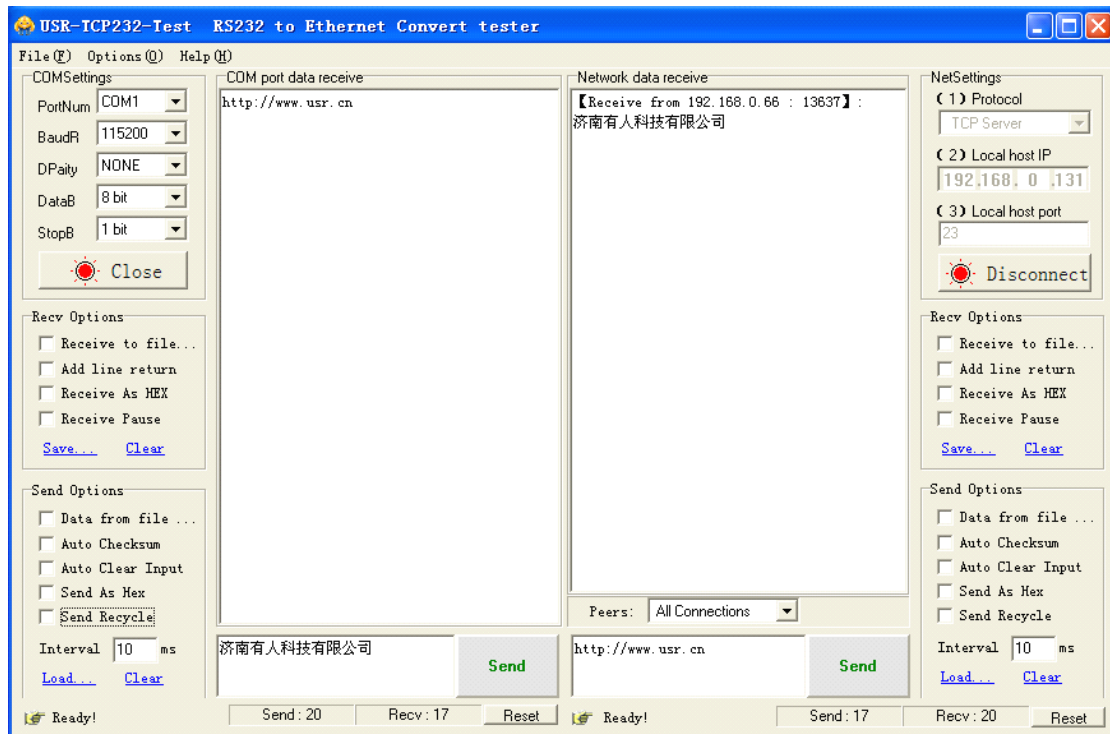 USR-TCP232-Test RS232 to Ethernet Convert tester
File(F) Options(O) Help(H)
COMSettings
PortNum COM1
BaudR 115200
DPaity NONE
DataB 8 bit
StopB 1 bit
Close
Recv Options
Receive to file...
Add line return
Receive As HEX
Receive Pause
Save... Clear
Send Options
Data from file ...
Auto Checksum
Auto Clear Input
Send As Hex
Send Recycle
Interval 10 ms
Load... Clear
COM port data receive
http://www.usr.cn
济南有人科技有限公司
Send
Network data receive
【Receive from 192.168.0.66 : 13637】:
济南有人科技有限公司
Peers: All Connections
http://www.usr.cn
Send
NetSettings
(1) Protocol
TCP Server
(2) Local host IP
192.168. 0 .131
(3) Local host port
23
Disconnect
Recv Options
Receive to file...
Add line return
Receive As HEX
Receive Pause
Save... Clear
Send Options
Data from file ...
Auto Checksum
Auto Clear Input
Send As Hex
Send Recycle
Interval 10 ms
Load... Clear
Ready! Send : 20 Recv : 17 Reset
Ready! Send : 17 Recv : 20 Reset